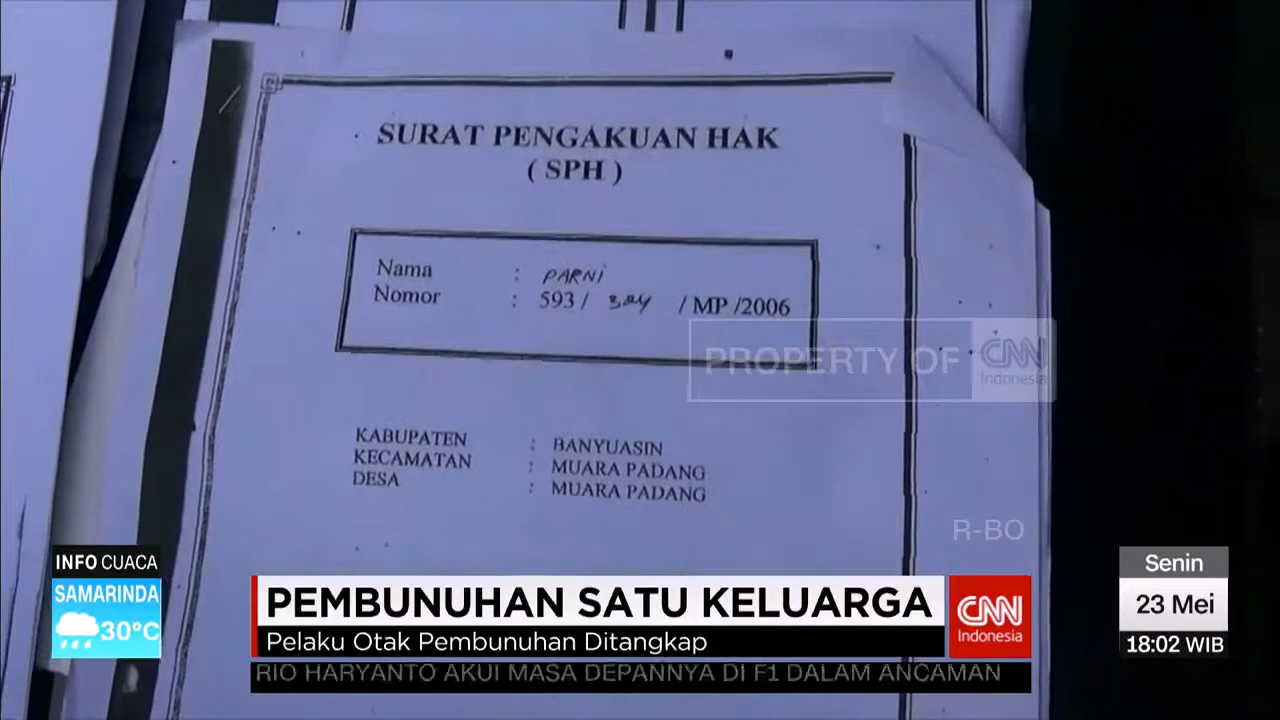 SURAT PENGAKUAN HAK
( SPH )
Nama : PARNI
Nomor : 593 / 324 / MP /2006
PROPERTY OF CNN Indonesia
KABUPATEN : BANYUASIN
KECAMATAN : MUARA PADANG
DESA : MUARA PADANG
R-BO
INFO CUACA
SAMARINDA
30°C
PEMBUNUHAN SATU KELUARGA
Pelaku Otak Pembunuhan Ditangkap
CNN
Indonesia
RIO HARYANTO AKUI MASA DEPANNYA DI F1 DALAM ANCAMAN
Senin
23 Mei
18:02 WIB